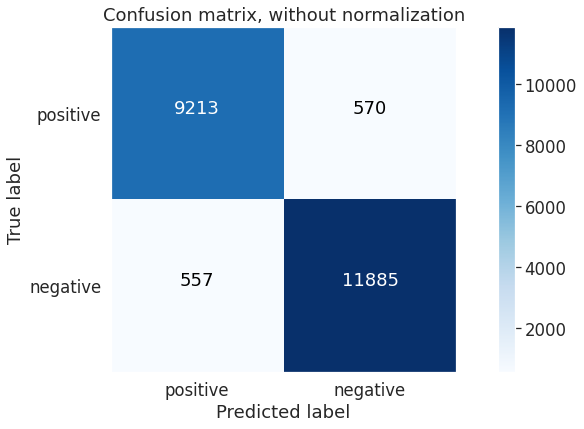 Confusion matrix, without normalization
True label
positive
negative
9213
570
557
11885
positive
negative
Predicted label
10000
8000
6000
4000
2000